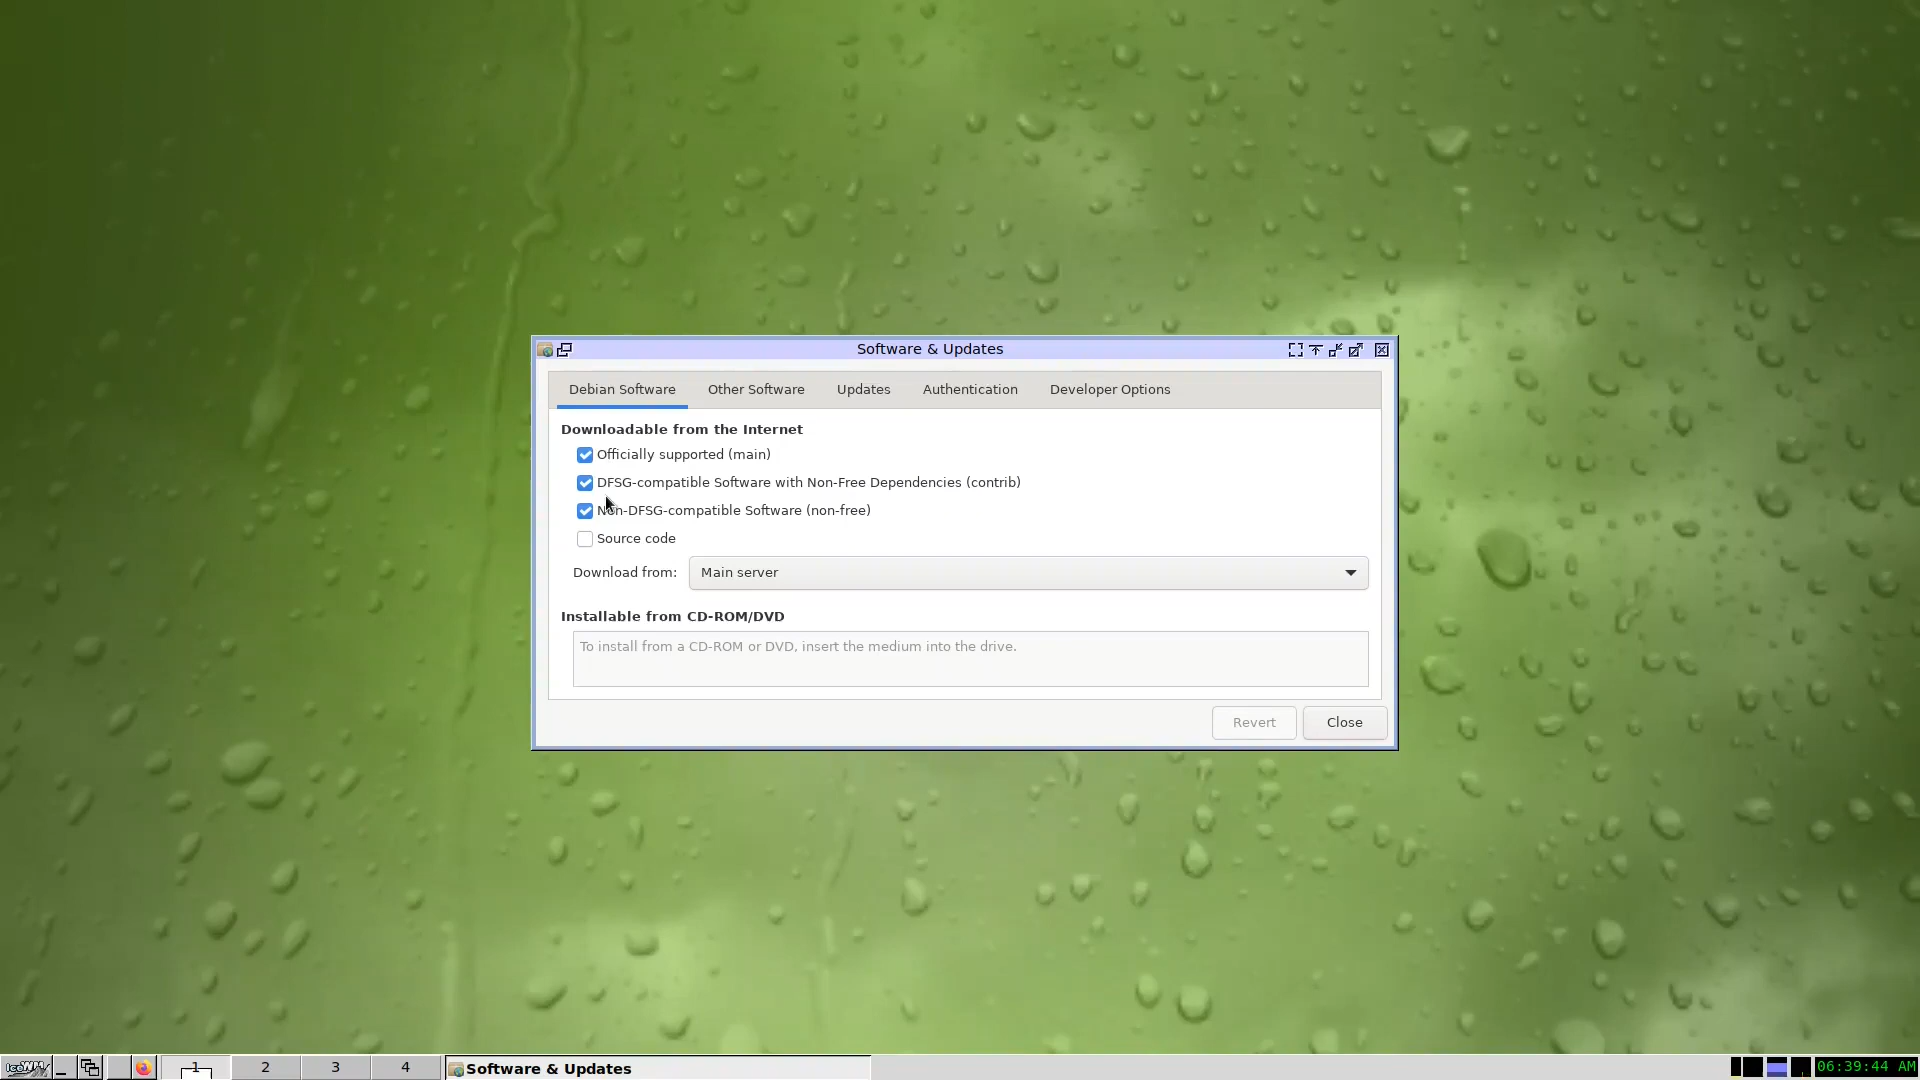 Software & Updates
Debian Software
Other Software
Updates
Authentication
Developer Options
Downloadable from the Internet
Officially supported (main)
DFSG-compatible Software with Non-Free Dependencies (contrib)
Non-DFSG-compatible Software (non-free)
Source code
Download from:
Main server
Installable from CD-ROM/DVD
To install from a CD-ROM or DVD, insert the medium into the drive.
Revert
Close
IceWM
1
2
3
4
Software & Updates
06:39:44 AM